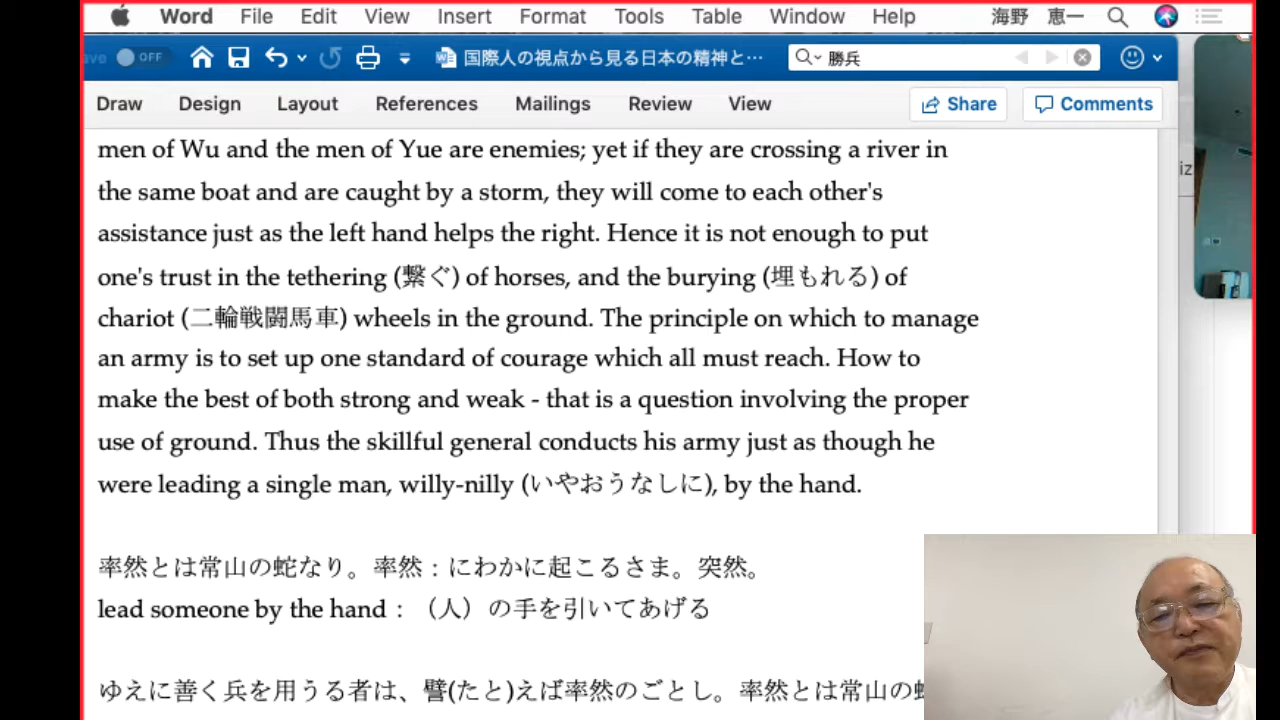 Word File Edit View Insert Format Tools Table Window Help 海野 恵一
ave OFF 国際人の視点から見る日本の精神と… 勝兵
Draw Design Layout References Mailings Review View Share Comments
men of Wu and the men of Yue are enemies; yet if they are crossing a river in
the same boat and are caught by a storm, they will come to each other's
assistance just as the left hand helps the right. Hence it is not enough to put
one's trust in the tethering (繋ぐ) of horses, and the burying (埋もれる) of
chariot (二輪戦闘馬車) wheels in the ground. The principle on which to manage
an army is to set up one standard of courage which all must reach. How to
make the best of both strong and weak - that is a question involving the proper
use of ground. Thus the skillful general conducts his army just as though he
were leading a single man, willy-nilly (いやおうなしに), by the hand.
率然とは常山の蛇なり。率然：にわかに起こるさま。突然。
lead someone by the hand：（人）の手を引いてあげる
ゆえに善く兵を用うる者は、譬(たと)えば率然のごとし。率然とは常山の
iz